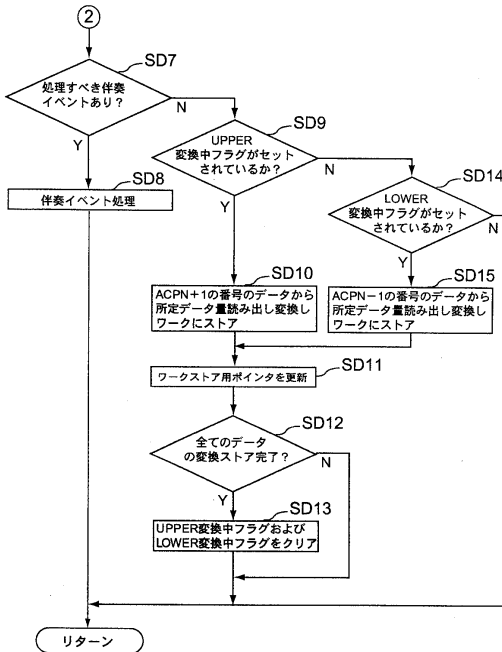 2
SD7
処理すべき伴奏
イベントあり？
N
Y
SD8
伴奏イベント処理
SD9
UPPER
変換中フラグがセット
されているか？
N
Y
SD14
LOWER
変換中フラグがセット
されているか？
N
Y
SD10
ACPN+1の番号のデータから
所定データ量読み出し変換し
ワークにストア
SD15
ACPN−1の番号のデータから
所定データ量読み出し変換し
ワークにストア
SD11
ワークストア用ポインタを更新
SD12
全てのデータ
の変換ストア完了？
N
Y
SD13
UPPER変換中フラグおよび
LOWER変換中フラグをクリア
リターン